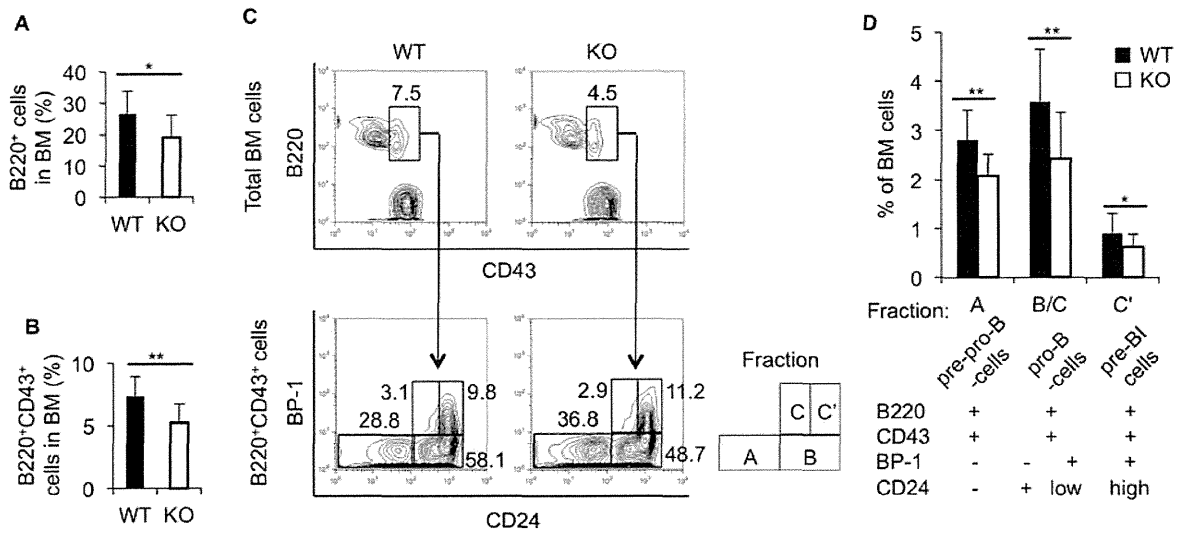 A
B220⁺ cells
in BM (%)
40
30
20
10
0
*
WT KO
B
B220⁺CD43⁺
cells in BM (%)
10
5
0
**
WT KO
C
WT KO
Total BM cells
B220
7.5
4.5
CD43
B220⁺CD43⁺ cells
BP-1
3.1 9.8
28.8
58.1
2.9 11.2
36.8
48.7
CD24
Fraction
C C'
A B
D
% of BM cells
5
4
3
2
1
0
**
**
*
WT
KO
Fraction: A B/C C'
pre-pro-B
-cells
pro-B
-cells
pre-BI
cells
B220 + + +
CD43 + + +
BP-1 - - + +
CD24 - + low high